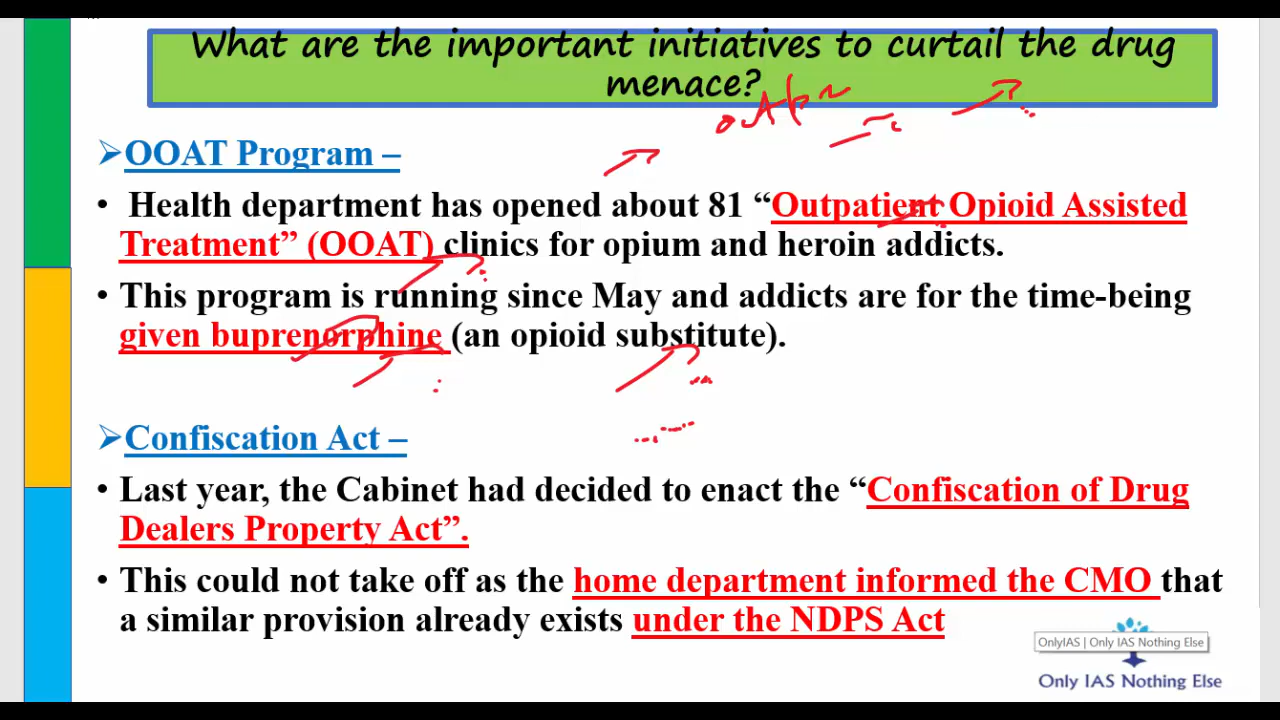 What are the important initiatives to curtail the drug
menace?
➢OOAT Program –
• Health department has opened about 81 “Outpatient Opioid Assisted
Treatment” (OOAT) clinics for opium and heroin addicts.
• This program is running since May and addicts are for the time-being
given buprenorphine (an opioid substitute).
➢Confiscation Act –
• Last year, the Cabinet had decided to enact the “Confiscation of Drug
Dealers Property Act”.
• This could not take off as the home department informed the CMO that
a similar provision already exists under the NDPS Act
OnlyIAS | Only IAS Nothing Else
Only IAS Nothing Else